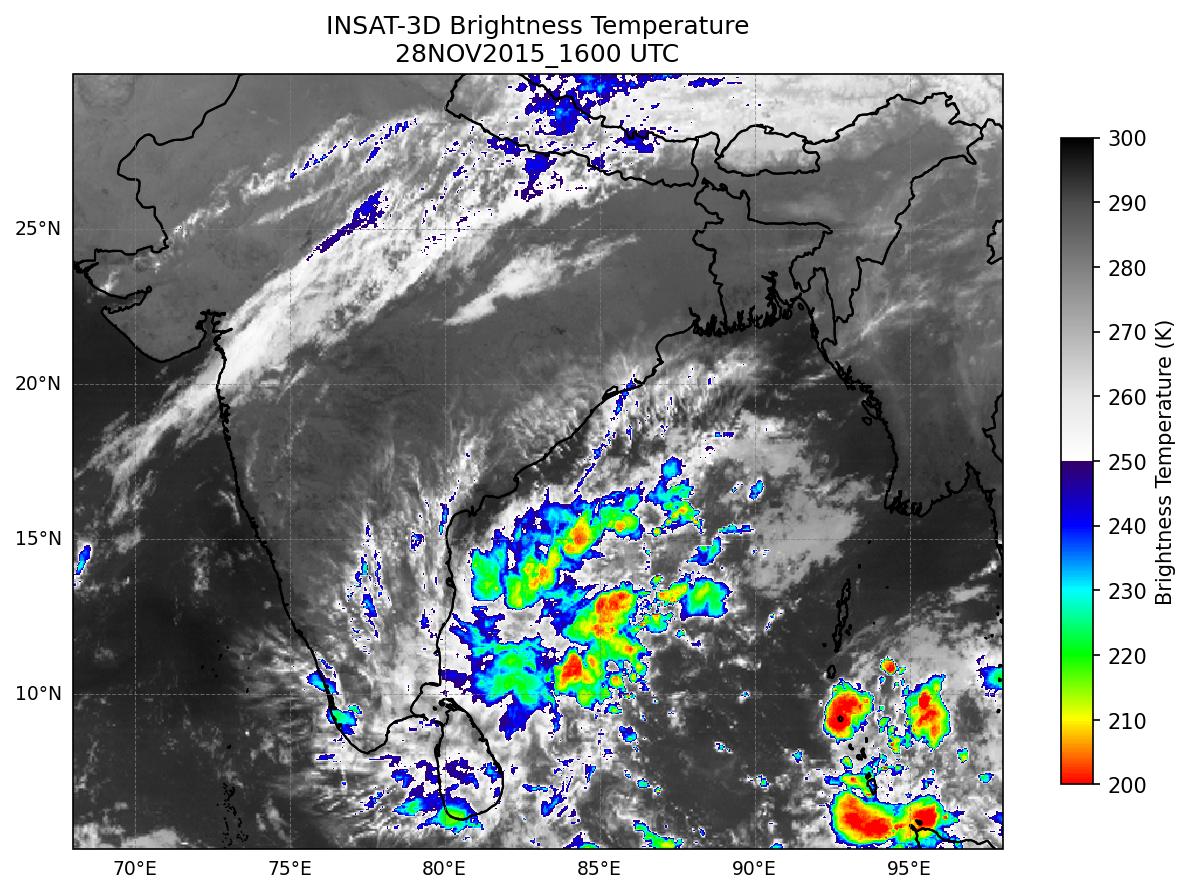 INSAT-3D Brightness Temperature
28NOV2015_1600 UTC
25°N
20°N
15°N
10°N
70°E
75°E
80°E
85°E
90°E
95°E
300
290
280
270
260
250
240
230
220
210
200
Brightness Temperature (K)